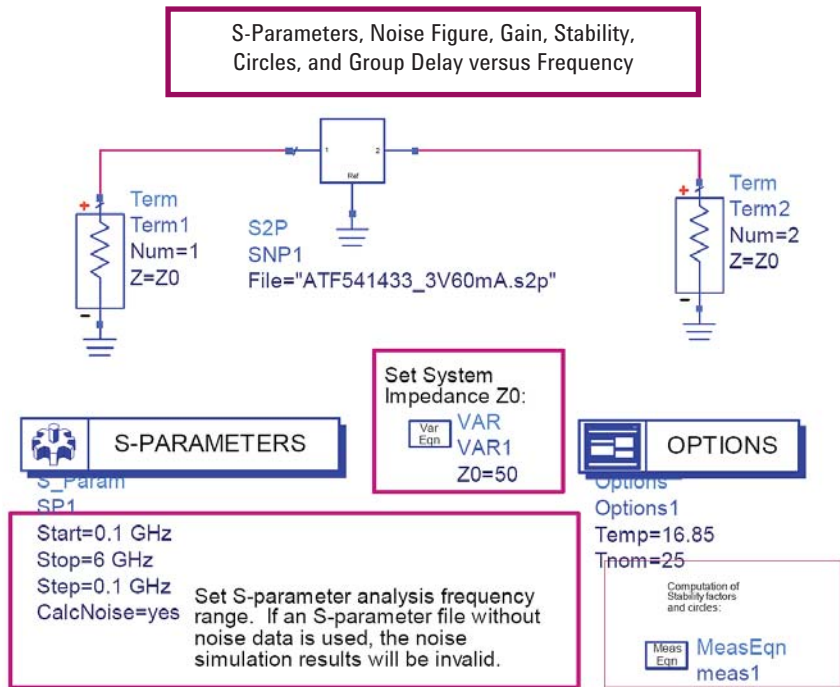 S-Parameters, Noise Figure, Gain, Stability,
Circles, and Group Delay versus Frequency
1
2
Ref
+
Term
Term1
Num=1
Z=Z0
-
S2P
SNP1
File="ATF541433_3V60mA.s2p"
+
Term
Term2
Num=2
Z=Z0
-
Set System
Impedance Z0:
Var
Eqn
VAR
VAR1
Z0=50
S-PARAMETERS
S_Param
SP1
Start=0.1 GHz
Stop=6 GHz
Step=0.1 GHz
CalcNoise=yes
Set S-parameter analysis frequency
range. If an S-parameter file without
noise data is used, the noise
simulation results will be invalid.
OPTIONS
Options
Options1
Temp=16.85
Tnom=25
Computation of
Stability factors
and circles:
Meas
Eqn
MeasEqn
meas1